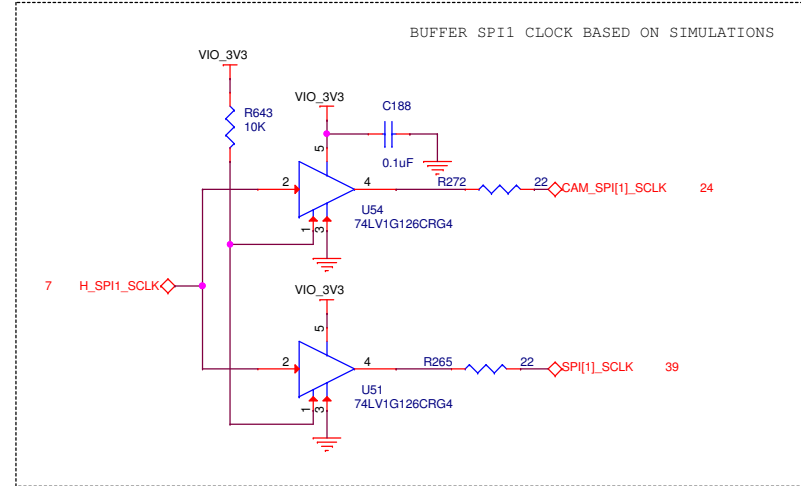 BUFFER SPI1 CLOCK BASED ON SIMULATIONS
VIO_3V3
R643
10K
VIO_3V3
C188
0.1uF
5
2
4
R272
22
CAM_SPI[1]_SCLK
24
U54
74LV1G126CRG4
1
3
7
H_SPI1_SCLK
VIO_3V3
5
2
4
R265
22
SPI[1]_SCLK
39
U51
74LV1G126CRG4
1
3